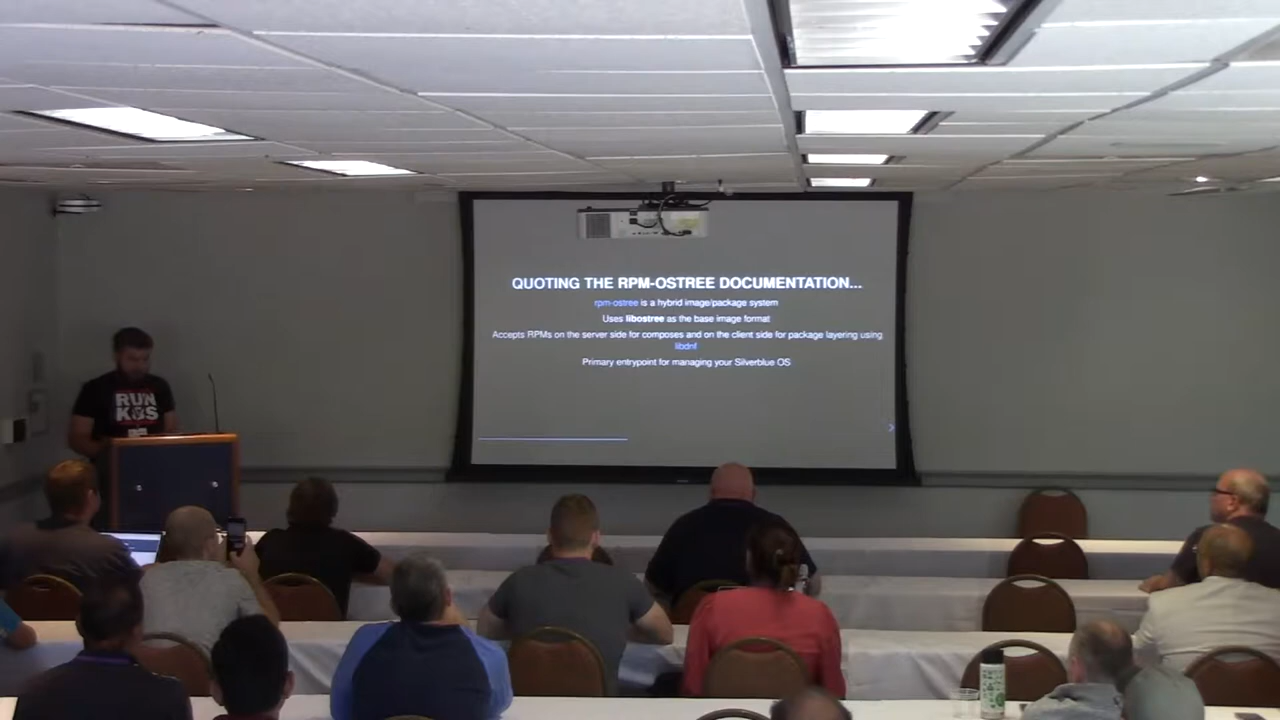 QUOTING THE RPM-OSTREE DOCUMENTATION...
rpm-ostree is a hybrid image/package system
Uses libostree as the base image format
Accepts RPMs on the server side for composes and on the client side for package layering using
libdnf
Primary entrypoint for managing your Silverblue OS
RUN
K8S